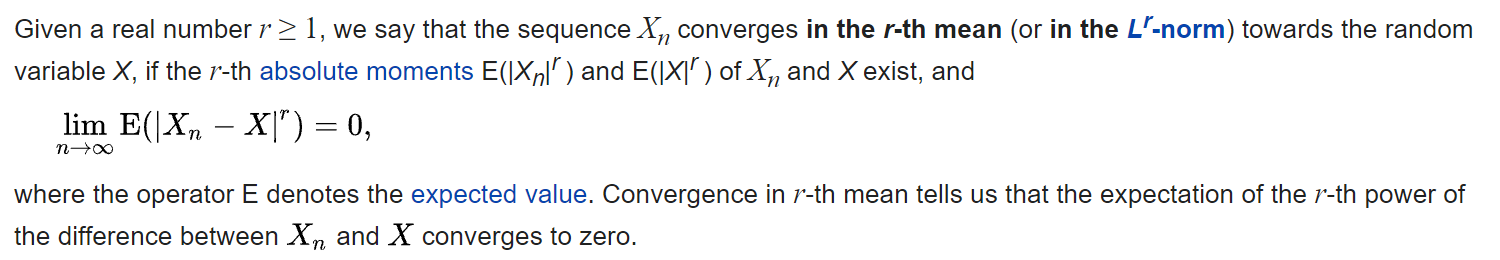 Given a real number r ≥ 1, we say that the sequence Xₙ converges in the r-th mean (or in the Lʳ-norm) towards the random
variable X, if the r-th absolute moments E(|Xₙ|ʳ ) and E(|X|ʳ ) of Xₙ and X exist, and
lim E(|Xₙ − X|ʳ) = 0,
n→∞
where the operator E denotes the expected value. Convergence in r-th mean tells us that the expectation of the r-th power of
the difference between Xₙ and X converges to zero.